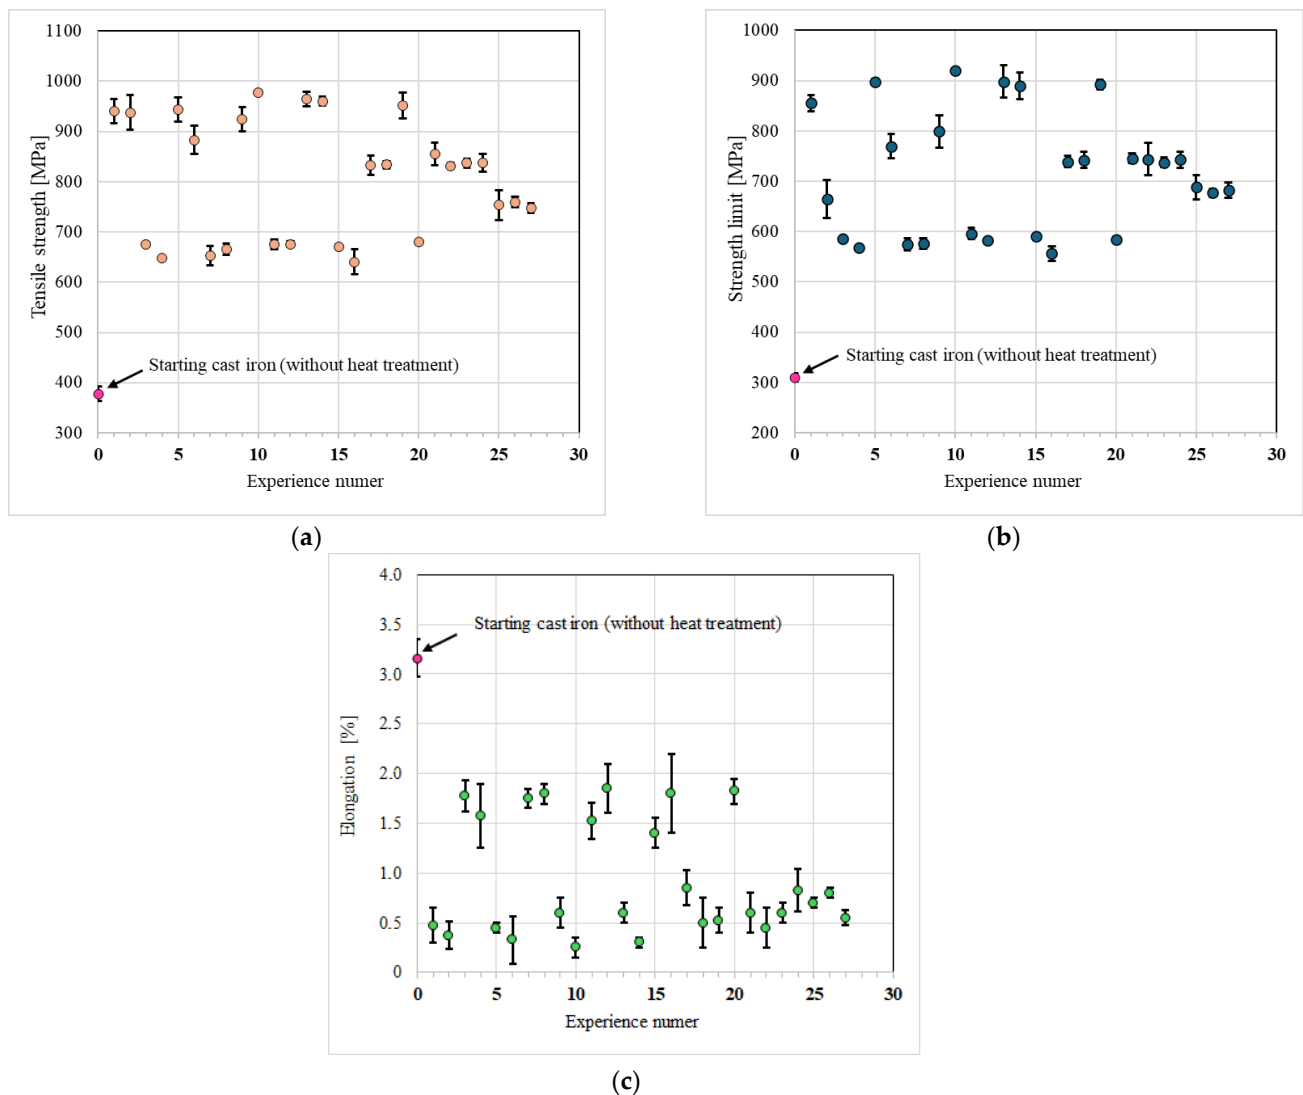 1100
1000
900
800
700
600
500
400
300
Tensile strength [MPa]
Starting cast iron (without heat treatment)
0 5 10 15 20 25 30
Experience numer
(a)
1000
900
800
700
600
500
400
300
200
Strength limit [MPa]
Starting cast iron (without heat treatment)
0 5 10 15 20 25 30
Experience numer
(b)
4.0
3.5
3.0
2.5
2.0
1.5
1.0
0.5
0
Elongation [%]
Starting cast iron (without heat treatment)
0 5 10 15 20 25 30
Experience numer
(c)